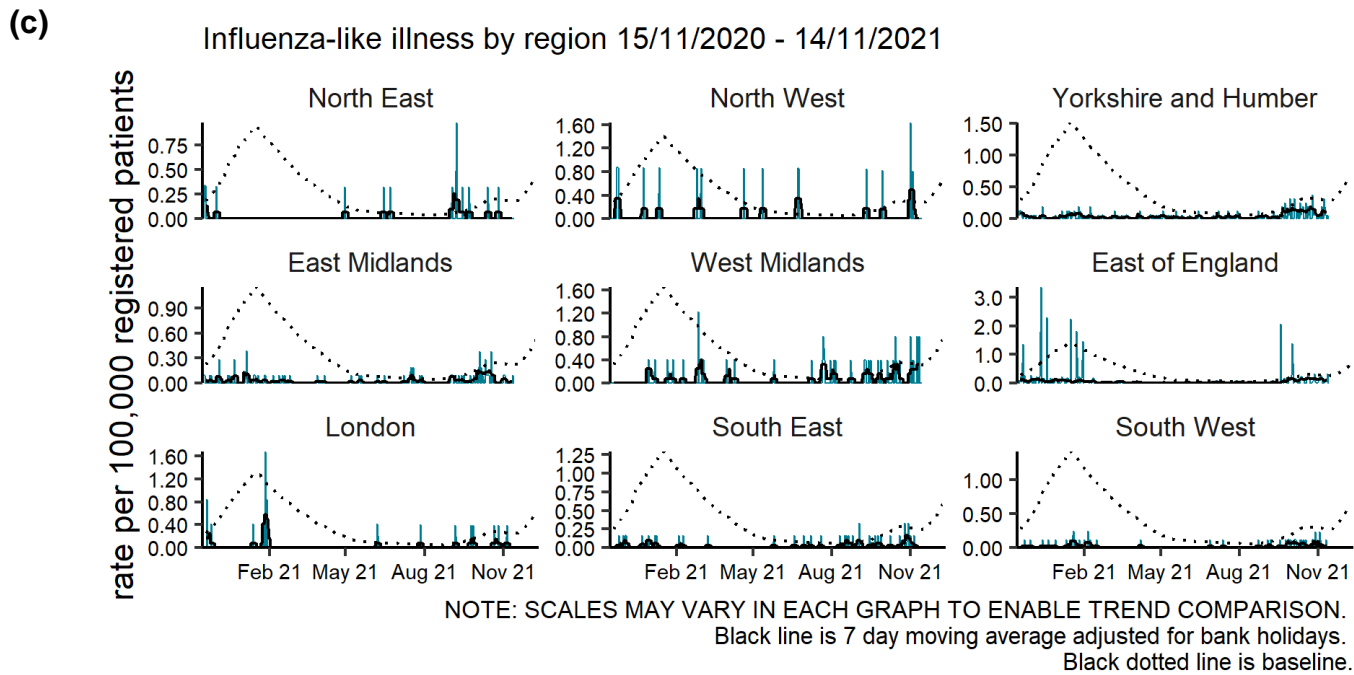 (c)
Influenza-like illness by region 15/11/2020 - 14/11/2021
rate per 100,000 registered patients
North East
0.75
0.50
0.25
0.00
North West
1.60
1.20
0.80
0.40
0.00
Yorkshire and Humber
1.50
1.00
0.50
0.00
East Midlands
0.90
0.60
0.30
0.00
West Midlands
1.60
1.20
0.80
0.40
0.00
East of England
3.0
2.0
1.0
0.0
London
1.60
1.20
0.80
0.40
0.00
Feb 21 May 21 Aug 21 Nov 21
South East
1.25
1.00
0.75
0.50
0.25
0.00
Feb 21 May 21 Aug 21 Nov 21
South West
1.00
0.50
0.00
Feb 21 May 21 Aug 21 Nov 21
NOTE: SCALES MAY VARY IN EACH GRAPH TO ENABLE TREND COMPARISON.
Black line is 7 day moving average adjusted for bank holidays.
Black dotted line is baseline.